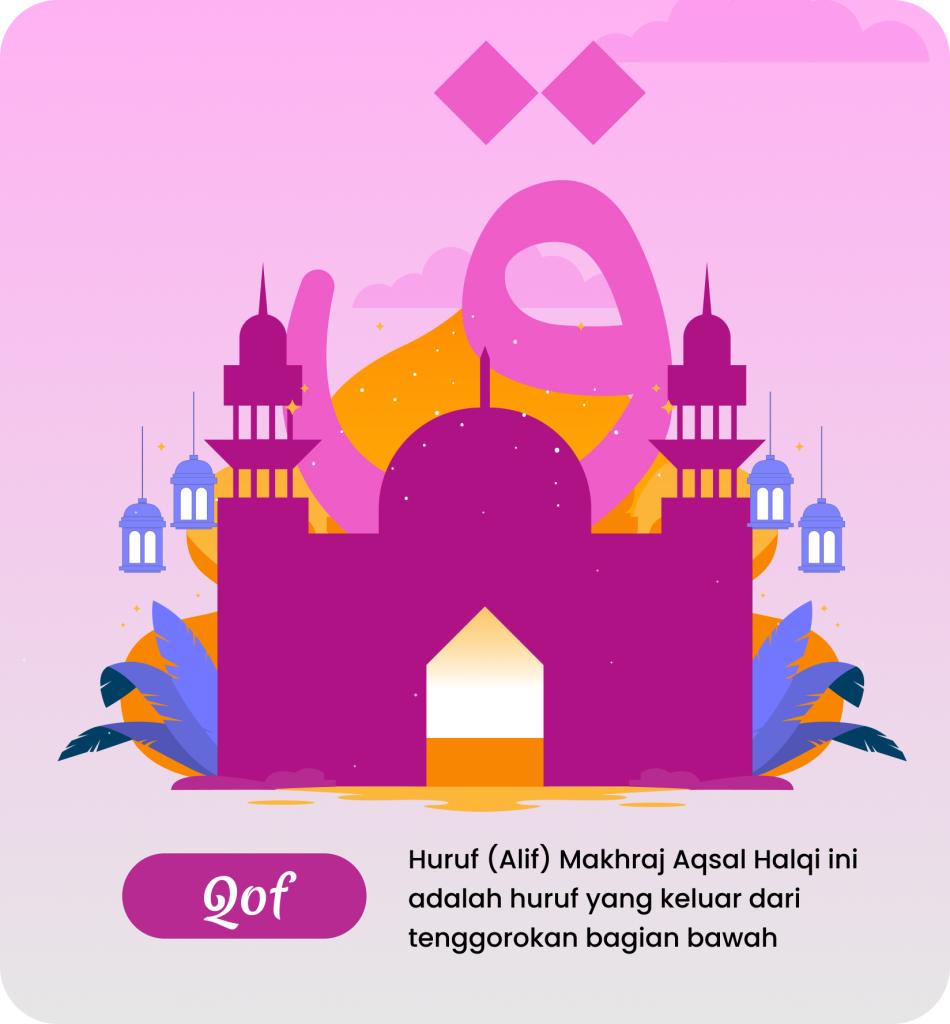 ق
Qof
Huruf (Alif) Makhraj Aqsal Halqi ini
adalah huruf yang keluar dari
tenggorokan bagian bawah